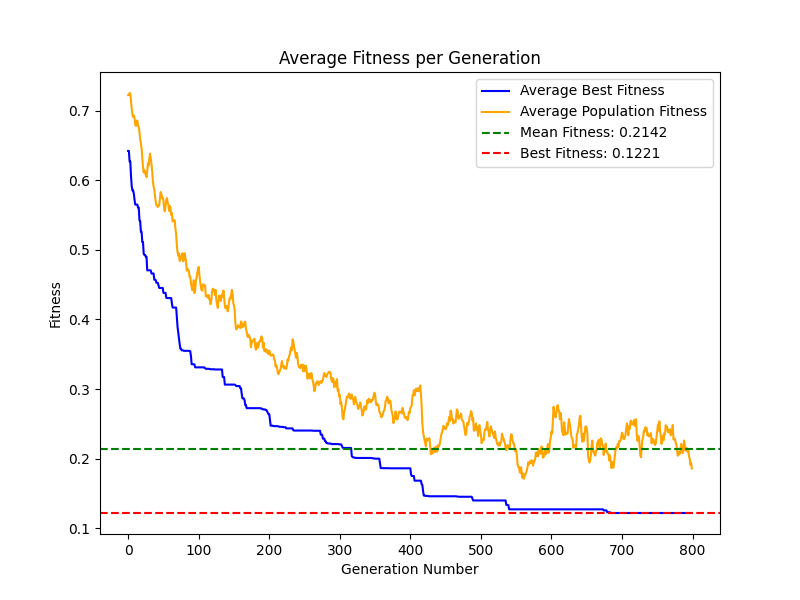 Average Fitness per Generation
Average Best Fitness
Average Population Fitness
Mean Fitness: 0.2142
Best Fitness: 0.1221
Fitness
0.7
0.6
0.5
0.4
0.3
0.2
0.1
0 100 200 300 400 500 600 700 800
Generation Number